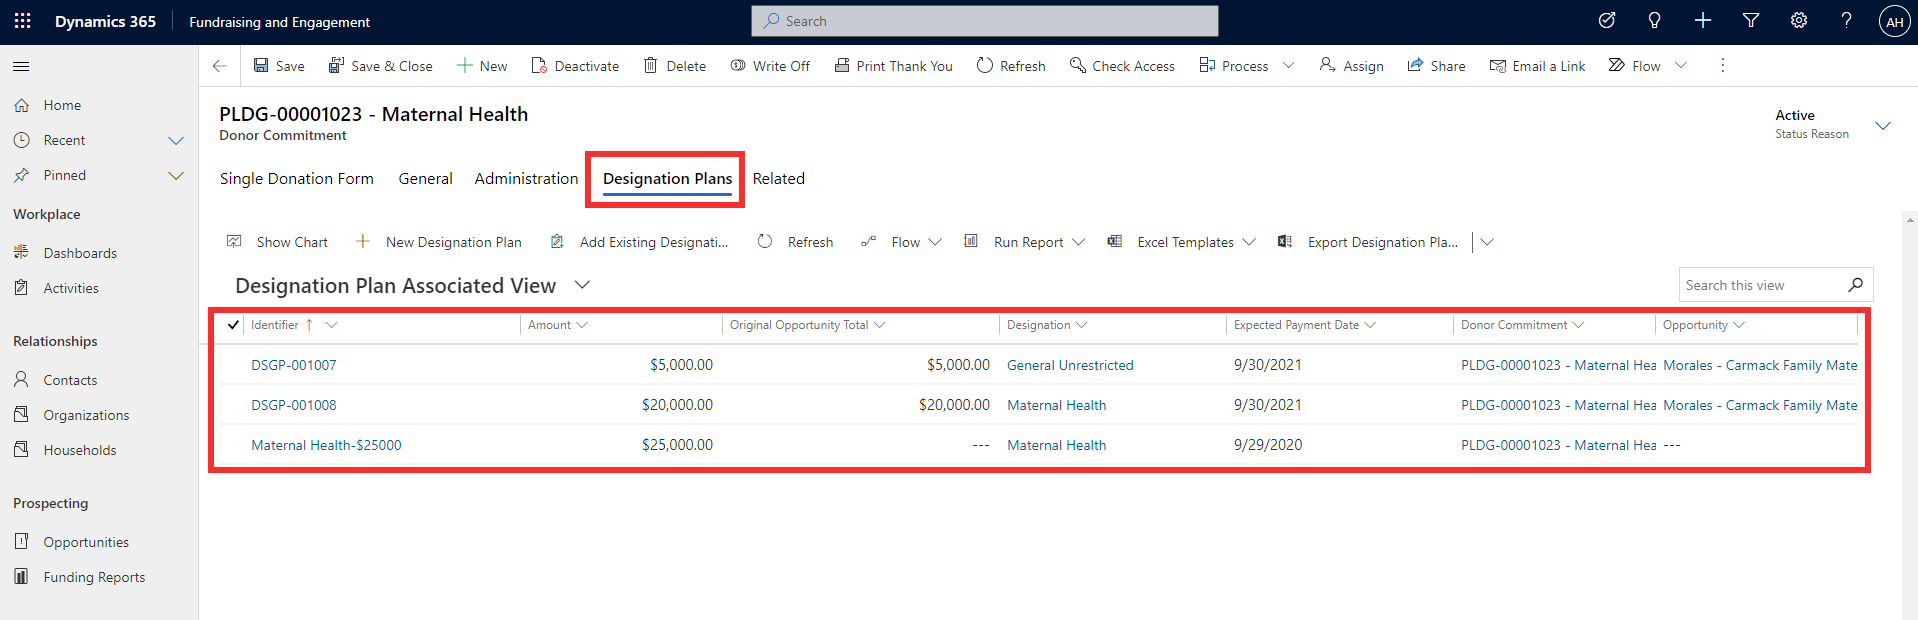 Dynamics 365 Fundraising and Engagement Search AH
Save Save & Close New Deactivate Delete Write Off Print Thank You Refresh Check Access Process Assign Share Email a Link Flow
Home
Recent
Pinned
Workplace
Dashboards
Activities
Relationships
Contacts
Organizations
Households
Prospecting
Opportunities
Funding Reports
PLDG-00001023 - Maternal Health
Donor Commitment
Active
Status Reason
Single Donation Form General Administration Designation Plans Related
Show Chart New Designation Plan Add Existing Designati... Refresh Flow Run Report Excel Templates Export Designation Pla...
Designation Plan Associated View
Search this view
Identifier ↑ Amount Original Opportunity Total Designation Expected Payment Date Donor Commitment Opportunity
DSGP-001007 $5,000.00 $5,000.00 General Unrestricted 9/30/2021 PLDG-00001023 - Maternal Hea Morales - Carmack Family Mate
DSGP-001008 $20,000.00 $20,000.00 Maternal Health 9/30/2021 PLDG-00001023 - Maternal Hea Morales - Carmack Family Mate
Maternal Health-$25000 $25,000.00 --- Maternal Health 9/29/2020 PLDG-00001023 - Maternal Hea ---